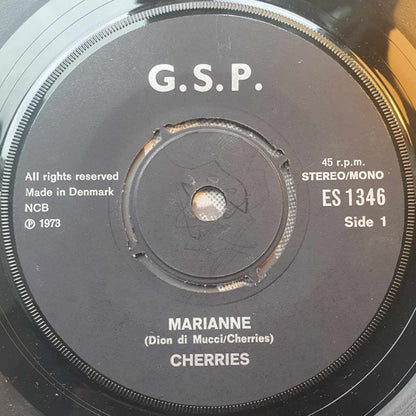 G.S.P.
All rights reserved
Made in Denmark
NCB
℗ 1973
45 r.p.m.
STEREO/MONO
ES 1346
Side 1
MARIANNE
(Dion di Mucci/Cherries)
CHERRIES